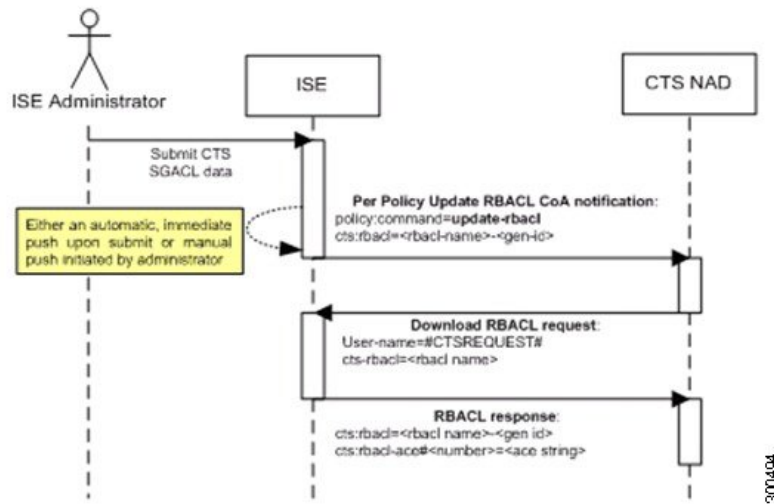 ISE Administrator
ISE
CTS NAD
Submit CTS
SGACL data
Either an automatic, immediate
push upon submit or manual
push initiated by administrator
Per Policy Update RBACL CoA notification:
policy:command=update-rbacl
cts:rbacl=<rbacl-name>-<gen-id>
Download RBACL request:
User-name=#CTSREQUEST#
cts-rbacl=<rbacl name>
RBACL response:
cts:rbacl=<rbacl name>-<gen id>
cts:rbacl-ace#<number>=<ace string>
300494